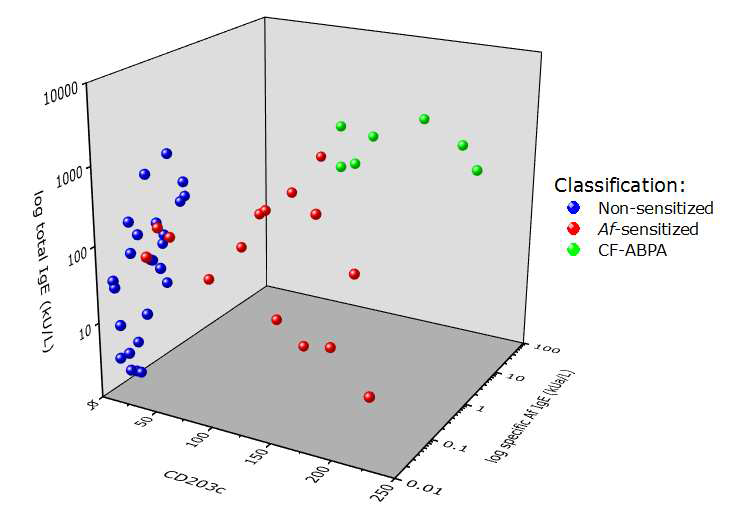 10000
1000
100
10
log total IgE (kU/L)
50
100
150
200
250
CD203c
0.01
0.1
1
10
100
log specific Af IgE (kUa/L)
Classification:
Non-sensitized
Af-sensitized
CF-ABPA